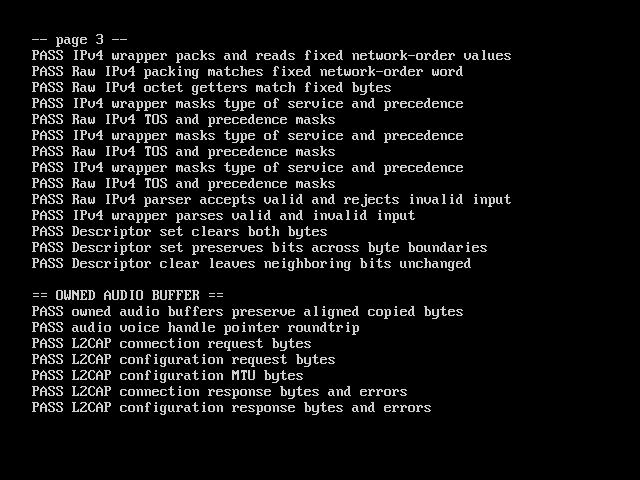 -- page 3 --
PASS IPv4 wrapper packs and reads fixed network-order values
PASS Raw IPv4 packing matches fixed network-order word
PASS Raw IPv4 octet getters match fixed bytes
PASS IPv4 wrapper masks type of service and precedence
PASS Raw IPv4 TOS and precedence masks
PASS IPv4 wrapper masks type of service and precedence
PASS Raw IPv4 TOS and precedence masks
PASS IPv4 wrapper masks type of service and precedence
PASS Raw IPv4 TOS and precedence masks
PASS Raw IPv4 parser accepts valid and rejects invalid input
PASS IPv4 wrapper parses valid and invalid input
PASS Descriptor set clears both bytes
PASS Descriptor set preserves bits across byte boundaries
PASS Descriptor clear leaves neighboring bits unchanged
== OWNED AUDIO BUFFER ==
PASS owned audio buffers preserve aligned copied bytes
PASS audio voice handle pointer roundtrip
PASS L2CAP connection request bytes
PASS L2CAP configuration request bytes
PASS L2CAP configuration MTU bytes
PASS L2CAP connection response bytes and errors
PASS L2CAP configuration response bytes and errors